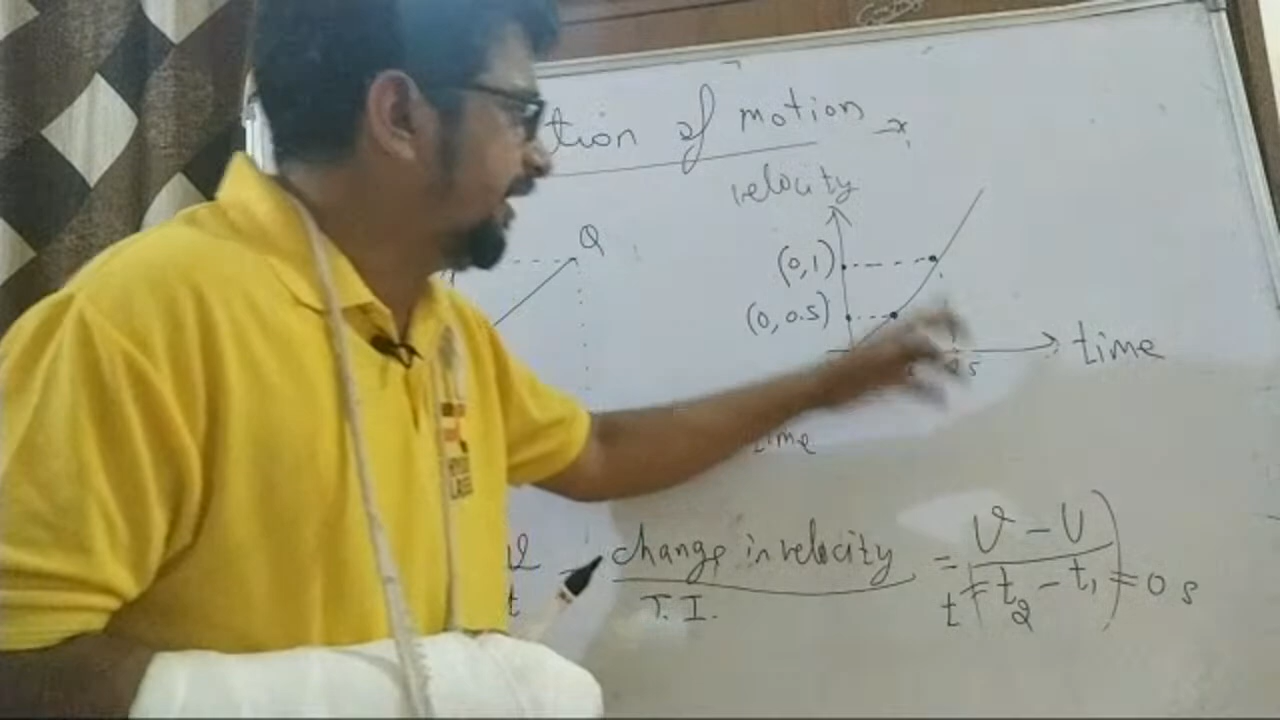 tion of motion
velocity
Q
(0,1)
(0, 0.5)
time
time
change in velocity = v - U
T. I. t = t2 - t1 = 0 s